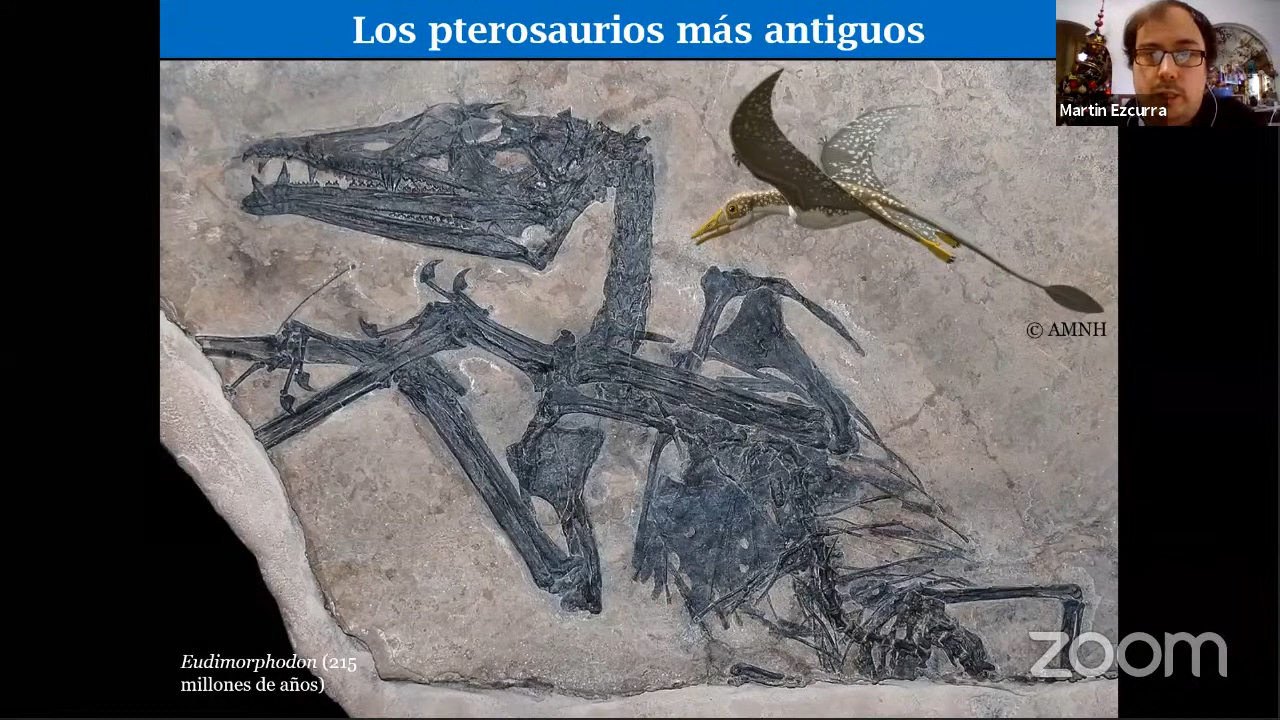 Los pterosaurios más antiguos
Martin Ezcurra
© AMNH
Eudimorphodon (215
millones de años)
zoom